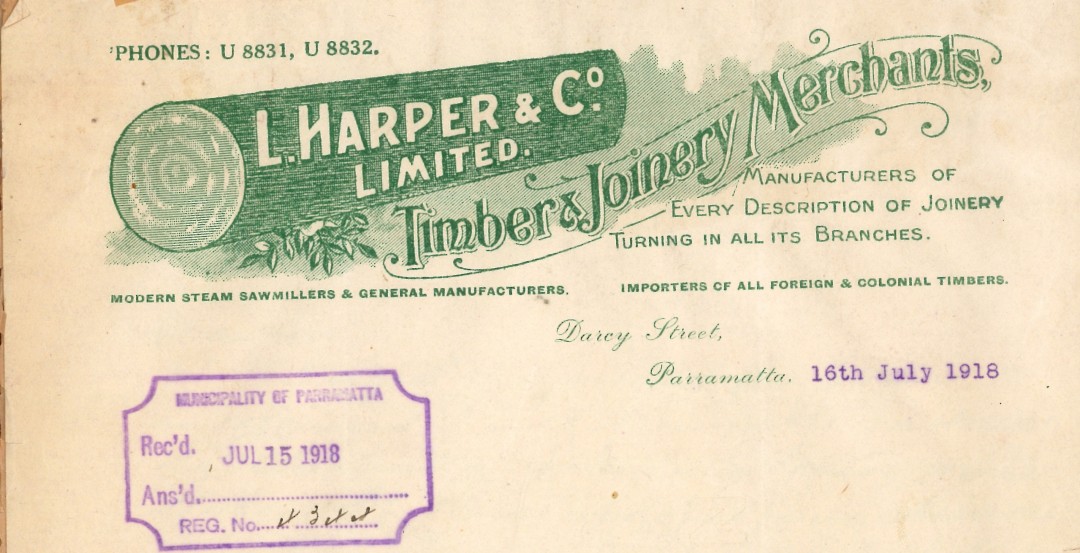 'PHONES: U 8831, U 8832.
L. HARPER & Co.
LIMITED.
Timber & Joinery Merchants,
MANUFACTURERS OF
EVERY DESCRIPTION OF JOINERY
TURNING IN ALL ITS BRANCHES.
MODERN STEAM SAWMILLERS & GENERAL MANUFACTURERS.
IMPORTERS OF ALL FOREIGN & COLONIAL TIMBERS.
Darcy Street,
Parramatta. 16th July 1918
MUNICIPALITY OF PARRAMATTA
Rec'd. JUL 15 1918
Ans'd.
REG. No.